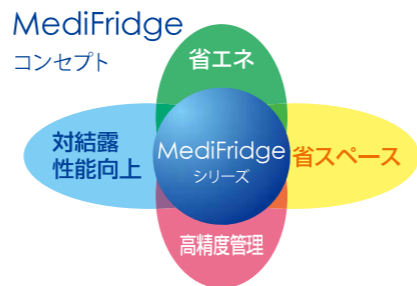 MediFridge
コンセプト
省エネ
対結露
性能向上
MediFridge
シリーズ
省スペース
高精度管理